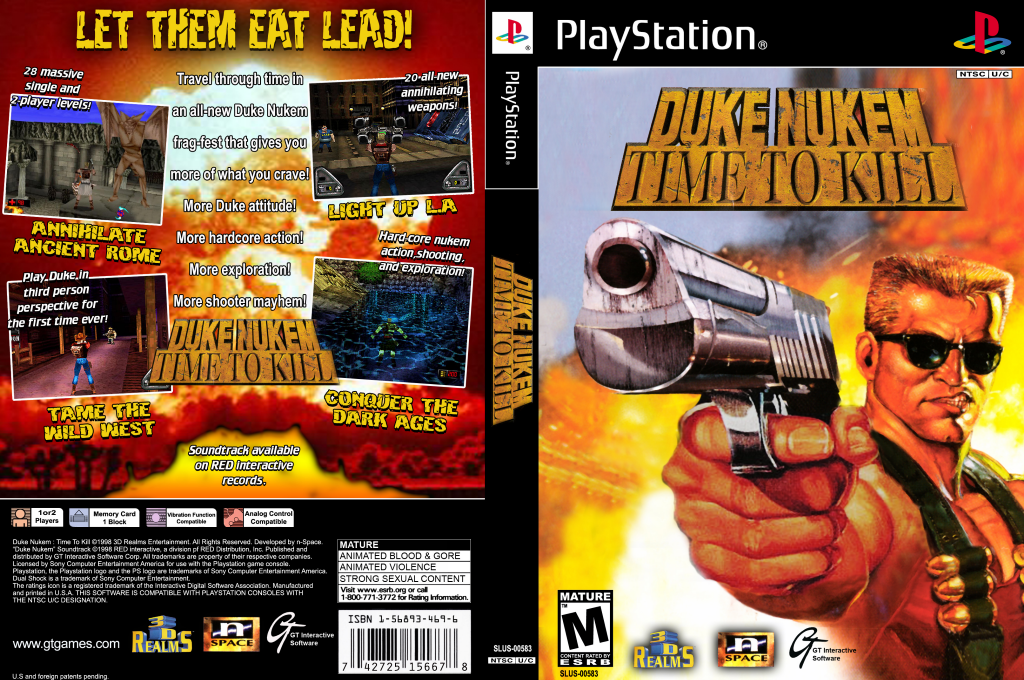 LET THEM EAT LEAD!
28 massive
single and
2-player levels!
Travel through time in
an all-new Duke Nukem
frag-fest that gives you
more of what you crave!
More Duke attitude!
More hardcore action!
More exploration!
More shooter mayhem!
20-all-new
annihilating
weapons!
ANNIHILATE
ANCIENT ROME
LIGHT UP L.A
Play Duke in
third person
perspective for
the first time ever!
Hard-core nukem
action,shooting,
and exploration!
DUKE NUKEM
TIME TO KILL
TAME THE
WILD WEST
CONQUER THE
DARK AGES
Soundtrack available
on RED interactive
records.
1or2
Players
Memory Card
1 Block
Vibration Function
Compatible
Analog Control
Compatible
Duke Nukem : Time To Kill ©1998 3D Realms Entertainment. All Rights Reserved. Developed by n-Space.
"Duke Nukem" Soundtrack ©1998 RED interactive, a division pf RED Distribution, Inc. Published and
distributed by GT Interactive Software Corp. All trademarks are property of their respective companies.
Licensed by Sony Computer Entertainment America for use with the Playstation game console.
Playstation, the Playstation logo and the PS logo are trademarks of Sony Computer Entertainment America.
Dual Shock is a trademark of Sony Computer Entertainment.
The ratings icon is a registered trademark of the Interactive Digital Software Association. Manufactured
and printed in U.S.A. THIS SOFTWARE IS COMPATIBLE WITH PLAYSTATION CONSOLES WITH
THE NTSC U/C DESIGNATION.
MATURE
ANIMATED BLOOD & GORE
ANIMATED VIOLENCE
STRONG SEXUAL CONTENT
Visit www.esrb.org or call
1-800-771-3772 for Rating Information.
www.gtgames.com
3D
REALMS
n
SPACE
GT
GT Interactive
Software
ISBN 1-56893-469-6
7 42725 15667 8
U.S and foreign patents pending.
PlayStation®
DUKE NUKEM
TIME TO KILL
SLUS-00583
NTSC U/C
PlayStation®
NTSC U/C
DUKE NUKEM
TIME TO KILL
MATURE
TM
M
CONTENT RATED BY
ESRB
SLUS-00583
3D
REALMS
n
SPACE
GT
GT Interactive
Software